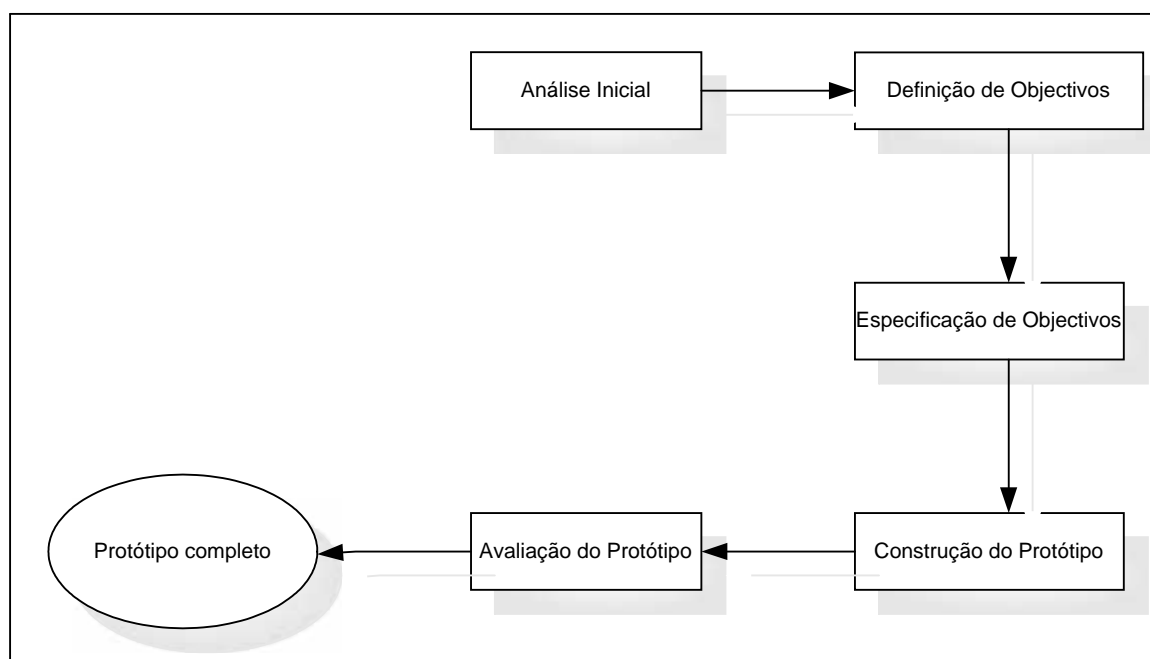 Análise Inicial
Definição de Objectivos
Especificação de Objectivos
Protótipo completo
Avaliação do Protótipo
Construção do Protótipo